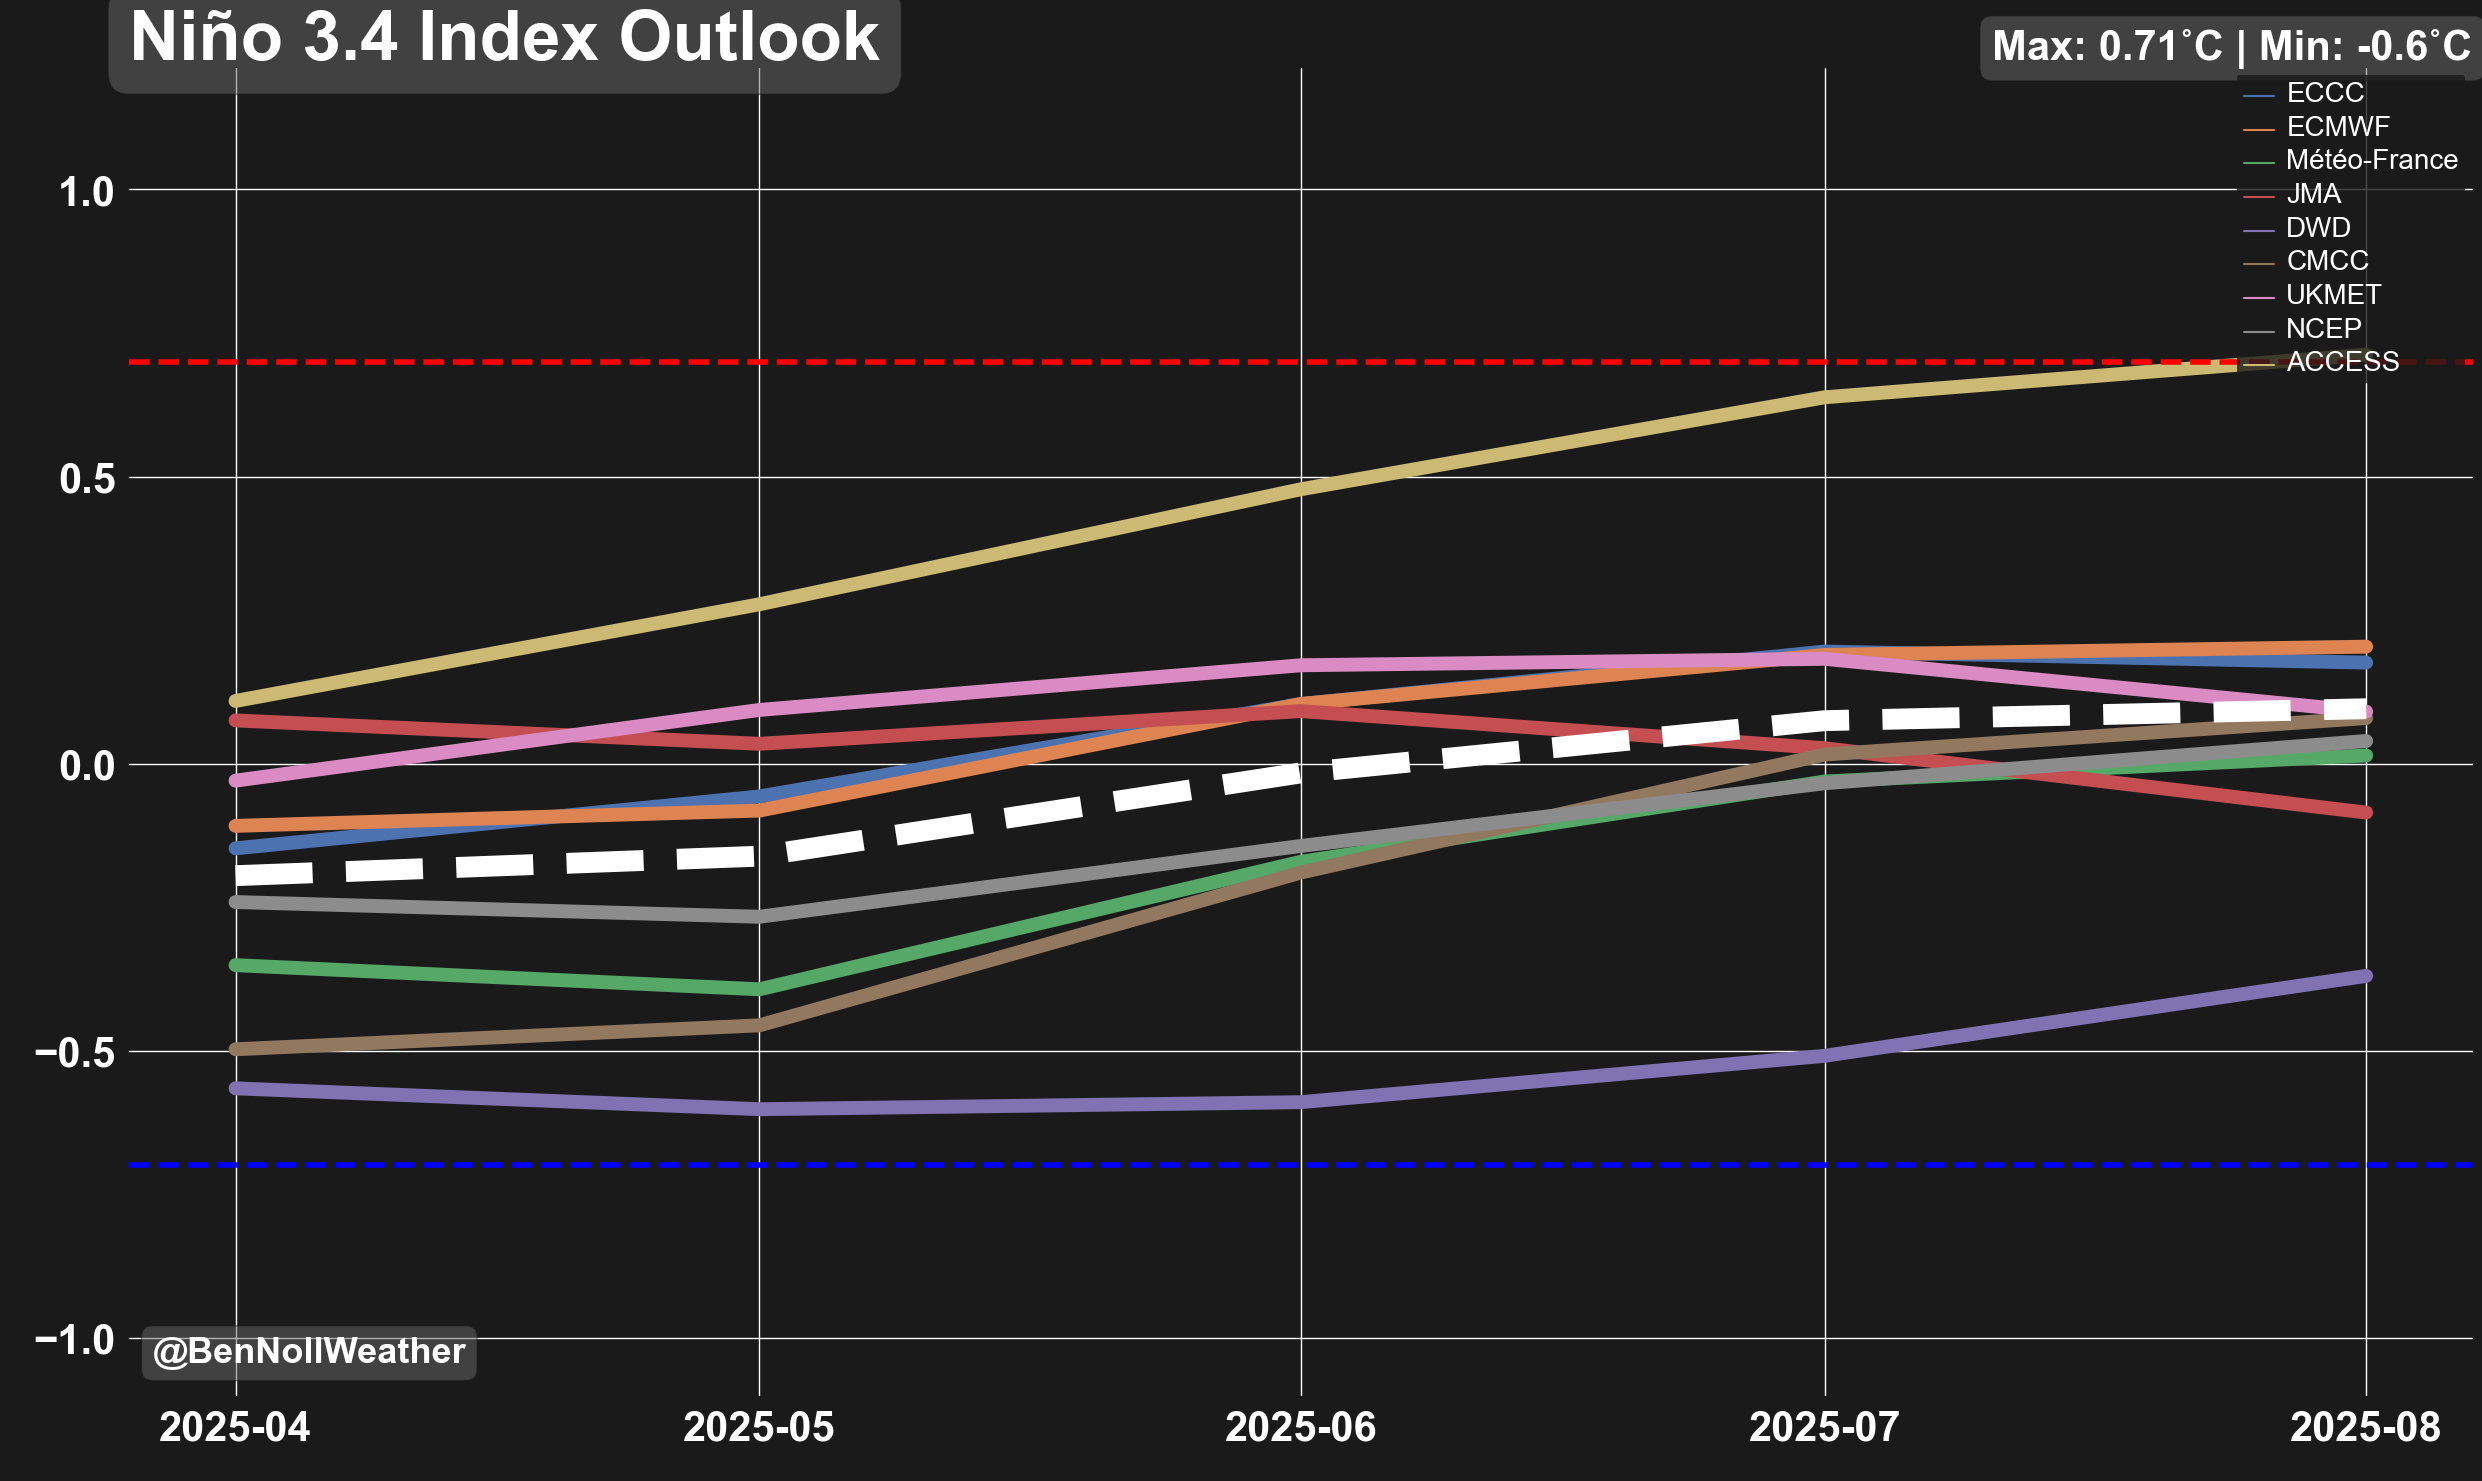 Niño 3.4 Index Outlook
Max: 0.71˚C | Min: -0.6˚C
ECCC
ECMWF
Météo-France
JMA
DWD
CMCC
UKMET
NCEP
ACCESS
1.0
0.5
0.0
−0.5
−1.0
@BenNollWeather
2025-04 2025-05 2025-06 2025-07 2025-08